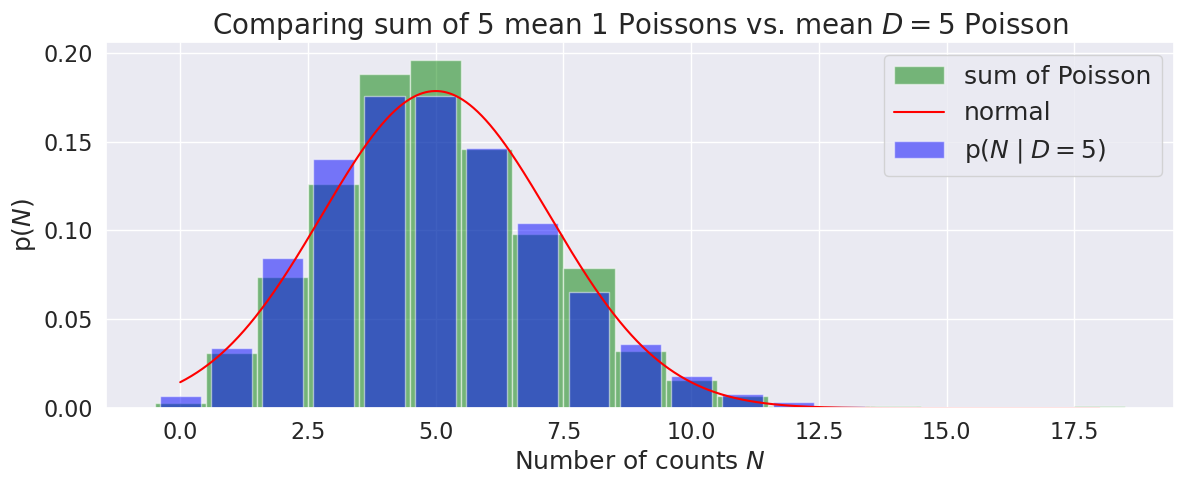 Comparing sum of 5 mean 1 Poissons vs. mean D = 5 Poisson
0.20
0.15
0.10
0.05
0.00
p(N)
sum of Poisson
normal
p(N | D = 5)
0.0 2.5 5.0 7.5 10.0 12.5 15.0 17.5
Number of counts N